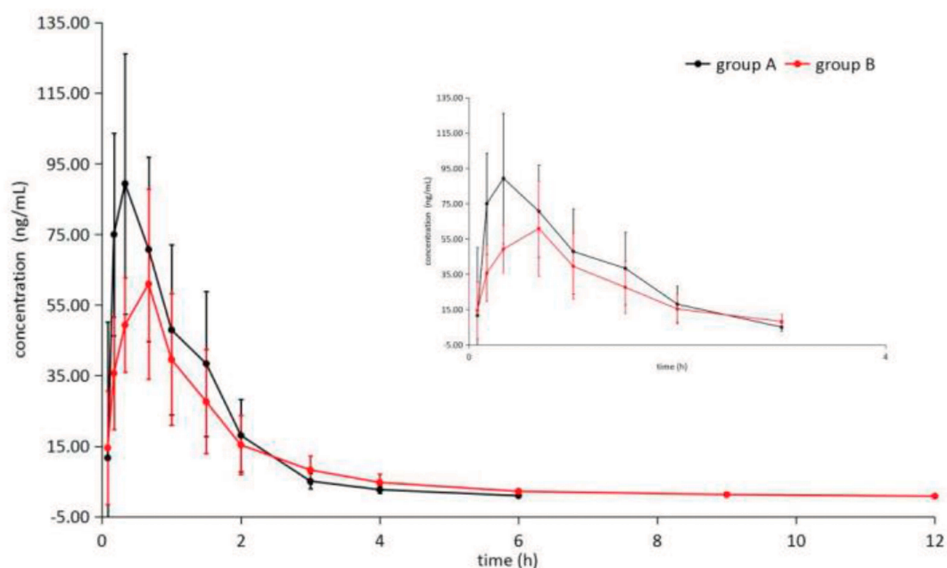 135.00
115.00
95.00
75.00
55.00
35.00
15.00
-5.00
concentration (ng/mL)
0 2 4 6 8 10 12
time (h)
group A group B
135.00
115.00
95.00
75.00
55.00
35.00
15.00
-5.00
concentration (ng/mL)
0 4
time (h)